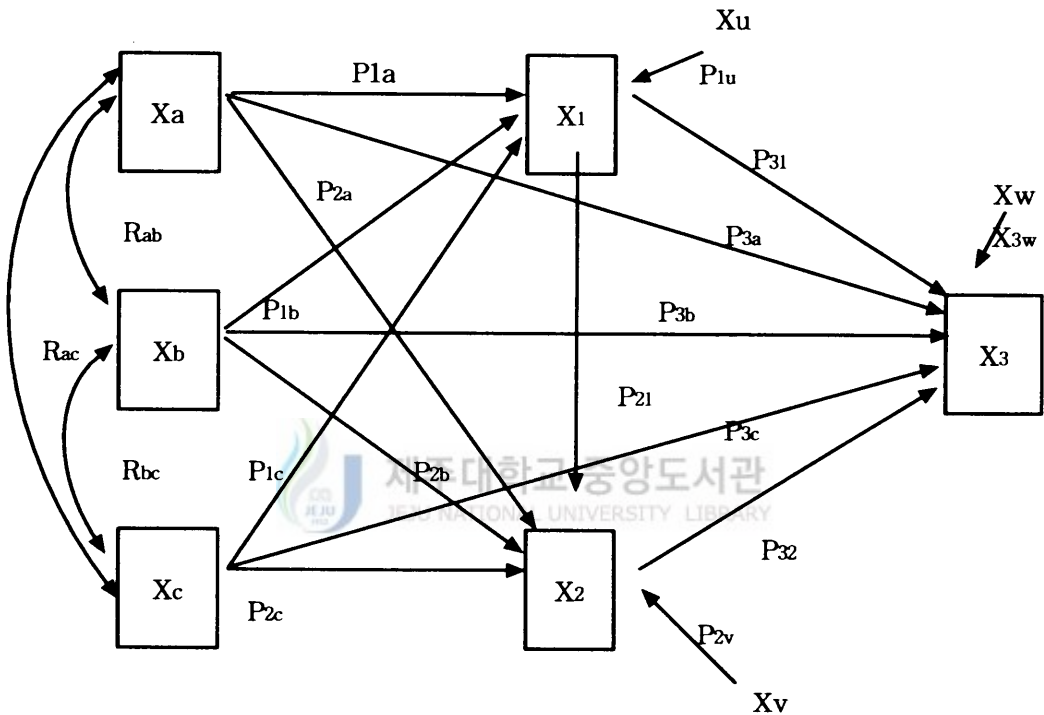 Xu
P1a
P1u
Xa
X1
P31
P2a
Xw
X3w
Rab
P3a
P1b
P3b
Rac
Xb
X3
P21
P3c
Rbc
P1c
P2b
제주대학교 중앙도서관
JEJU NATIONAL UNIVERSITY LIBRARY
JEJU
1952
P32
Xc
X2
P2c
P2v
Xv